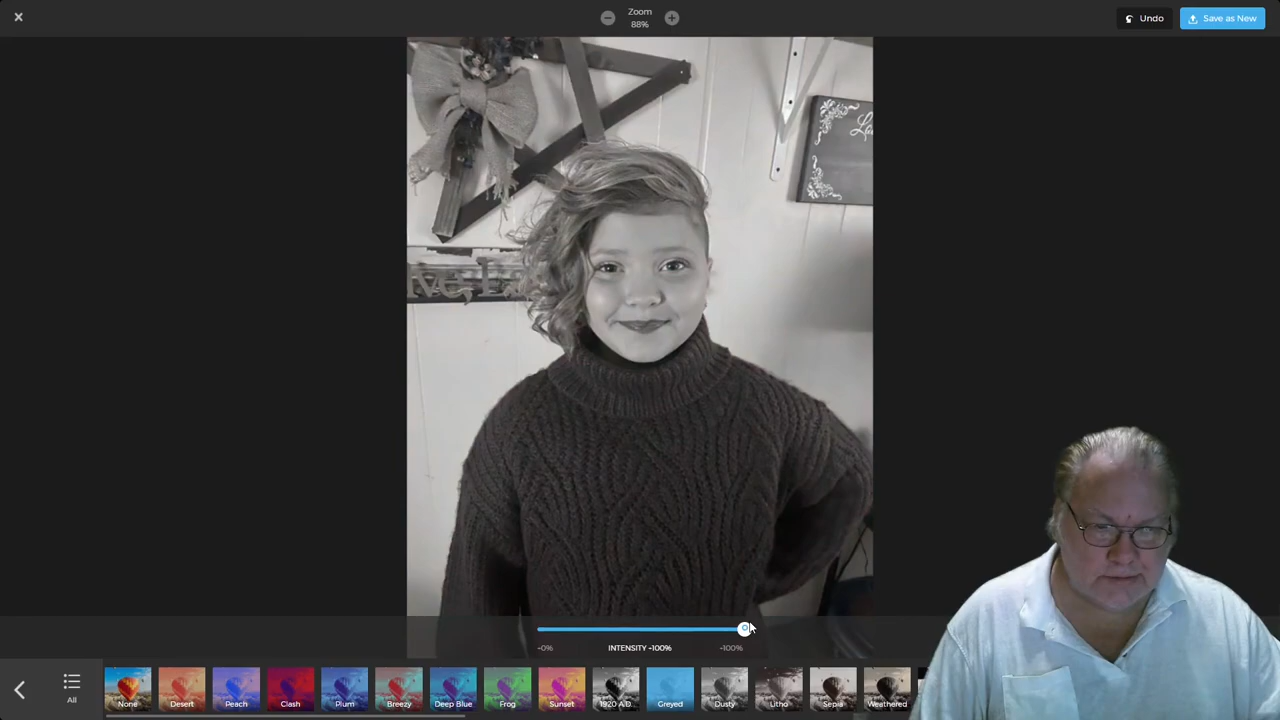 Zoom
88%
Undo
Save as New
ve, L
-0%
INTENSITY -100%
-100%
All
None
Desert
Peach
Clash
Plum
Breezy
Deep Blue
Frog
Sunset
1920 A.D.
Greyed
Dusty
Litho
Sepia
Weathered